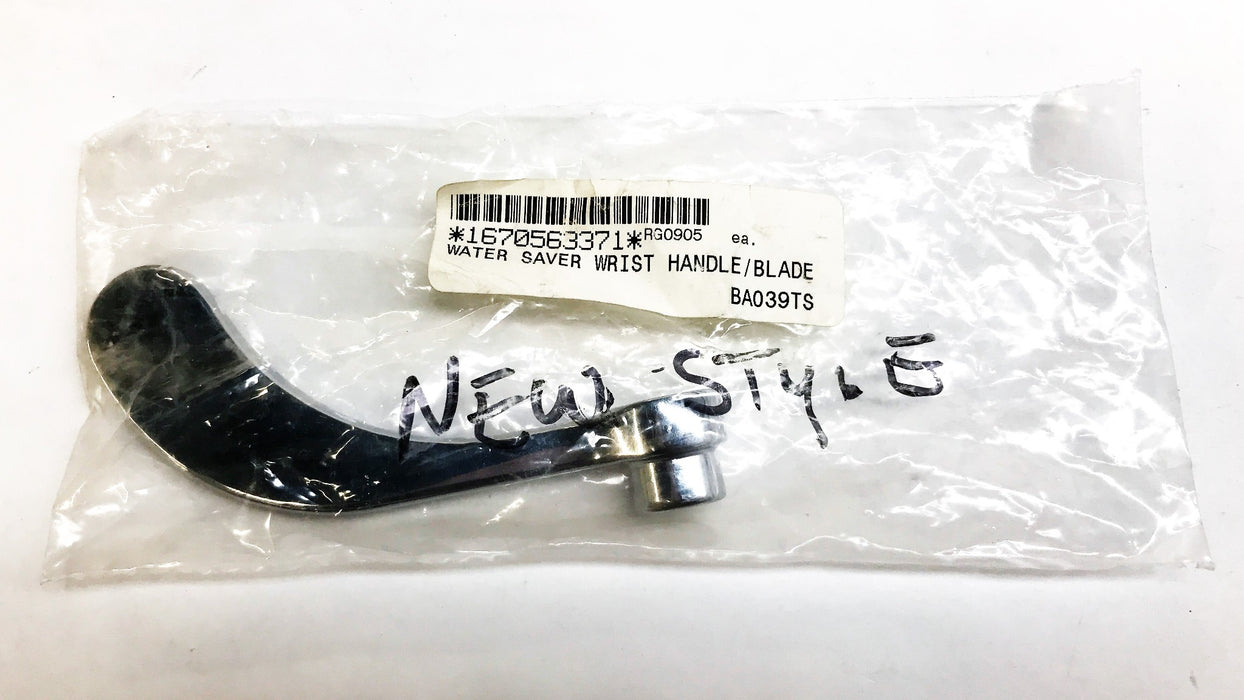 *1670563371* RG0905 ea.
WATER SAVER WRIST HANDLE/BLADE
BA039TS
NEW STYLE